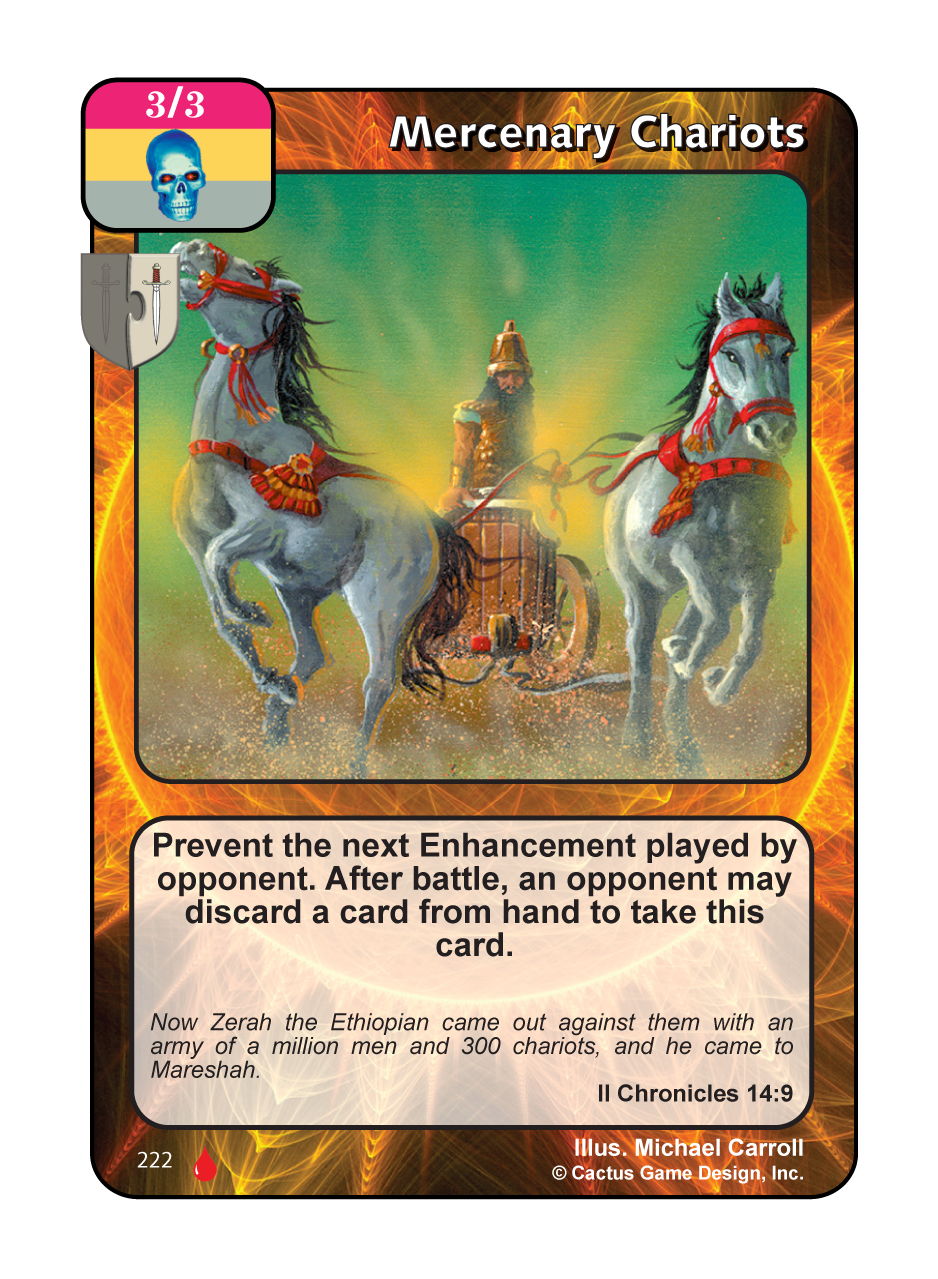 3/3
Mercenary Chariots
Prevent the next Enhancement played by
opponent. After battle, an opponent may
discard a card from hand to take this
card.
Now Zerah the Ethiopian came out against them with an
army of a million men and 300 chariots, and he came to
Mareshah.
II Chronicles 14:9
Illus. Michael Carroll
222
© Cactus Game Design, Inc.